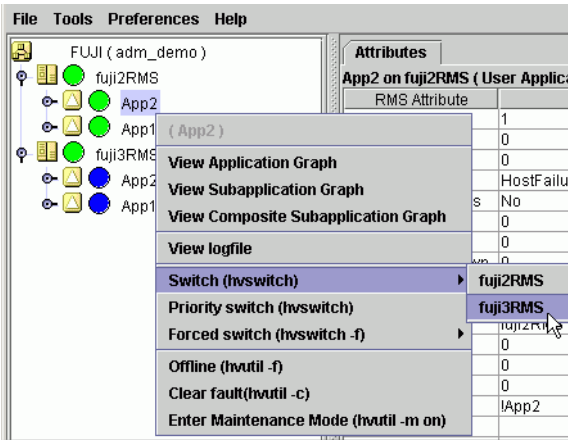 File Tools Preferences Help
FUJI ( adm_demo )
fuji2RMS
App2
App1
fuji3RMS
App2
App1
Attributes
App2 on fuji2RMS ( User Applica
RMS Attribute
1
0
0
HostFailu
s No
0
0
0
0
0
0
!App2
( App2 )
View Application Graph
View Subapplication Graph
View Composite Subapplication Graph
View logfile
Switch (hvswitch)
Priority switch (hvswitch)
Forced switch (hvswitch -f)
Offline (hvutil -f)
Clear fault(hvutil -c)
Enter Maintenance Mode (hvutil -m on)
fuji2RMS
fuji3RMS